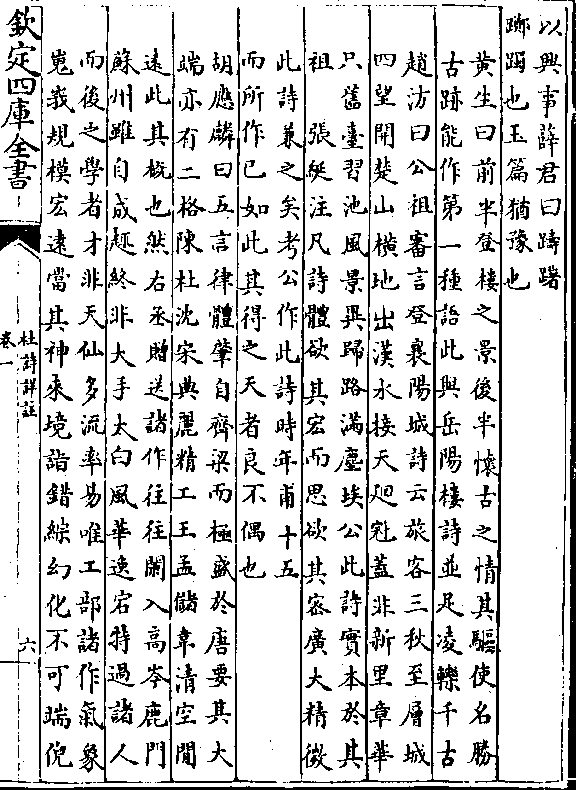 以興事薛君曰躊躇
躑躅也玉篇猶豫也
黄生曰前半登樓之景後半懷古之情其驅使名勝
古跡能作第一種語此與岳陽樓詩並足凌轢千古
趙汸曰公祖審言登襄陽城詩云旅客三秋至層城
四望開楚山横地出漢水接天廻冠蓋非新里章華
只舊臺習池風景異歸路滿塵埃公此詩實本於其
祖　張綖注凡詩體欲其宏而思欲其宻廣大精微
此詩兼之矣考公作此詩時年甫十五
而所作已如此其得之天者良不偶也
胡應麟曰五言律體肇自齊梁而極盛於唐要其大
端亦有二格陳杜沈宋典麗精工王孟儲韋清空閒
逺此其概也然右丞贈送諸作往往闌入高岑鹿門
蘇州雖自成趣終非大手太白風華逸宕特過諸人
而後之學者才非天仙多流率易唯工部諸作氣象
嵬峩規模宏逺當其神來境詣錯綜幻化不可端倪
欽定四庫全書
杜詩詳註
卷一
六